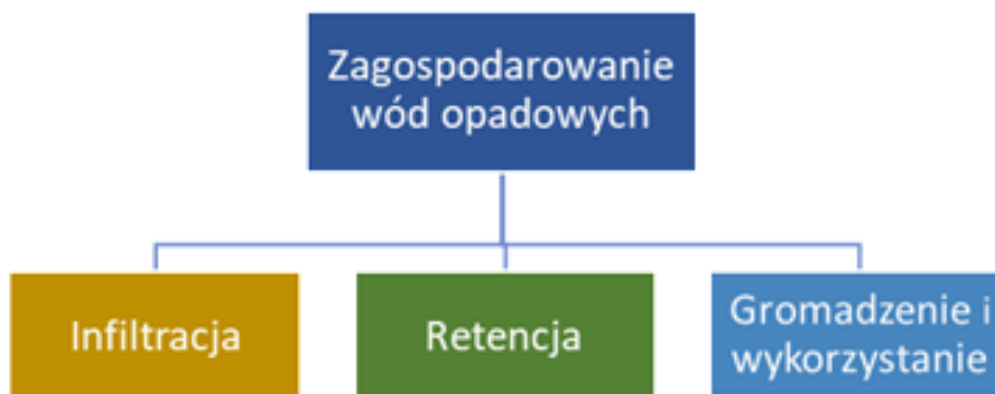 Zagospodarowanie
wód opadowych
Infiltracja
Retencja
Gromadzenie i
wykorzystanie